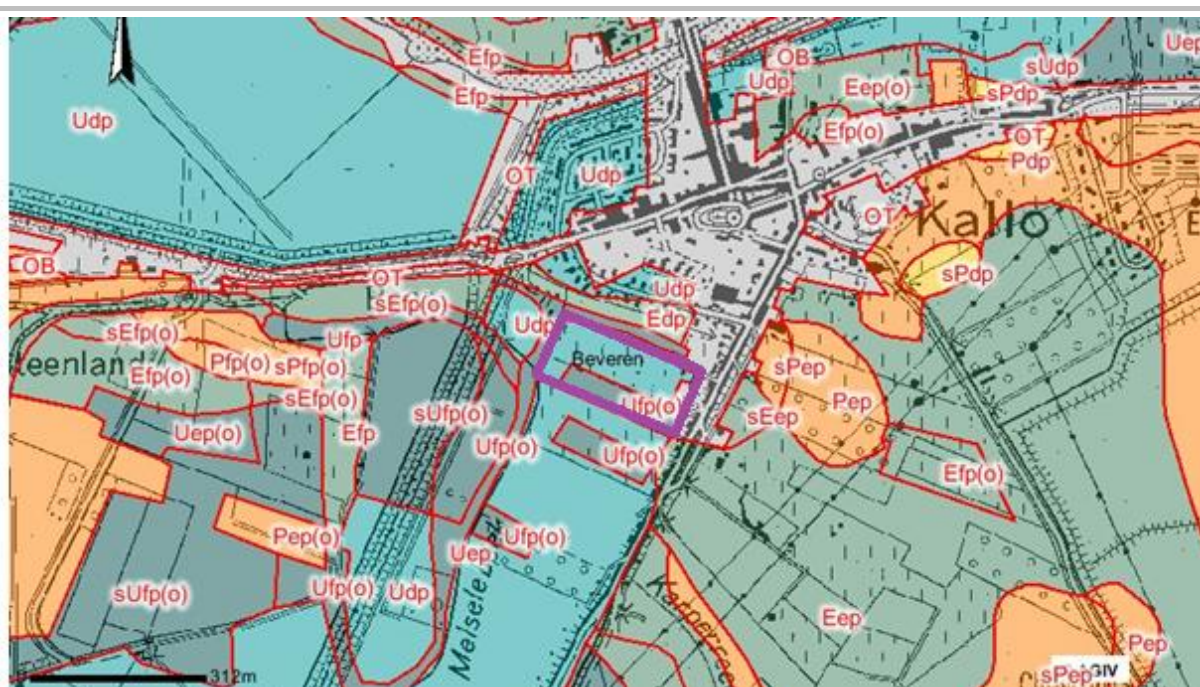 Efp
Uep
OB
sUdp
Udp
Eep(o)
sPdp
Efp
Udp
Efp(o)
OT
Pdp
OT
Udp
OT
Kallo
OB
OT
sPdp
sEfp(o)
Udp
sEfp(o)
Ufp
Udp
Edp
teenland
Efp(o)
Pfp(o)
sPfp(o)
Beveren
sPep
sEfp(o)
sUfp(o)
Ufp(o)
Pep
Uep(o)
Efp
Ufp(o)
sEep
Ufp(o)
Efp(o)
Pep(o)
Ufp(o)
Uep
sUfp(o)
Ufp(o)
Udp
Eep
Pep
312m
sPep
GIV